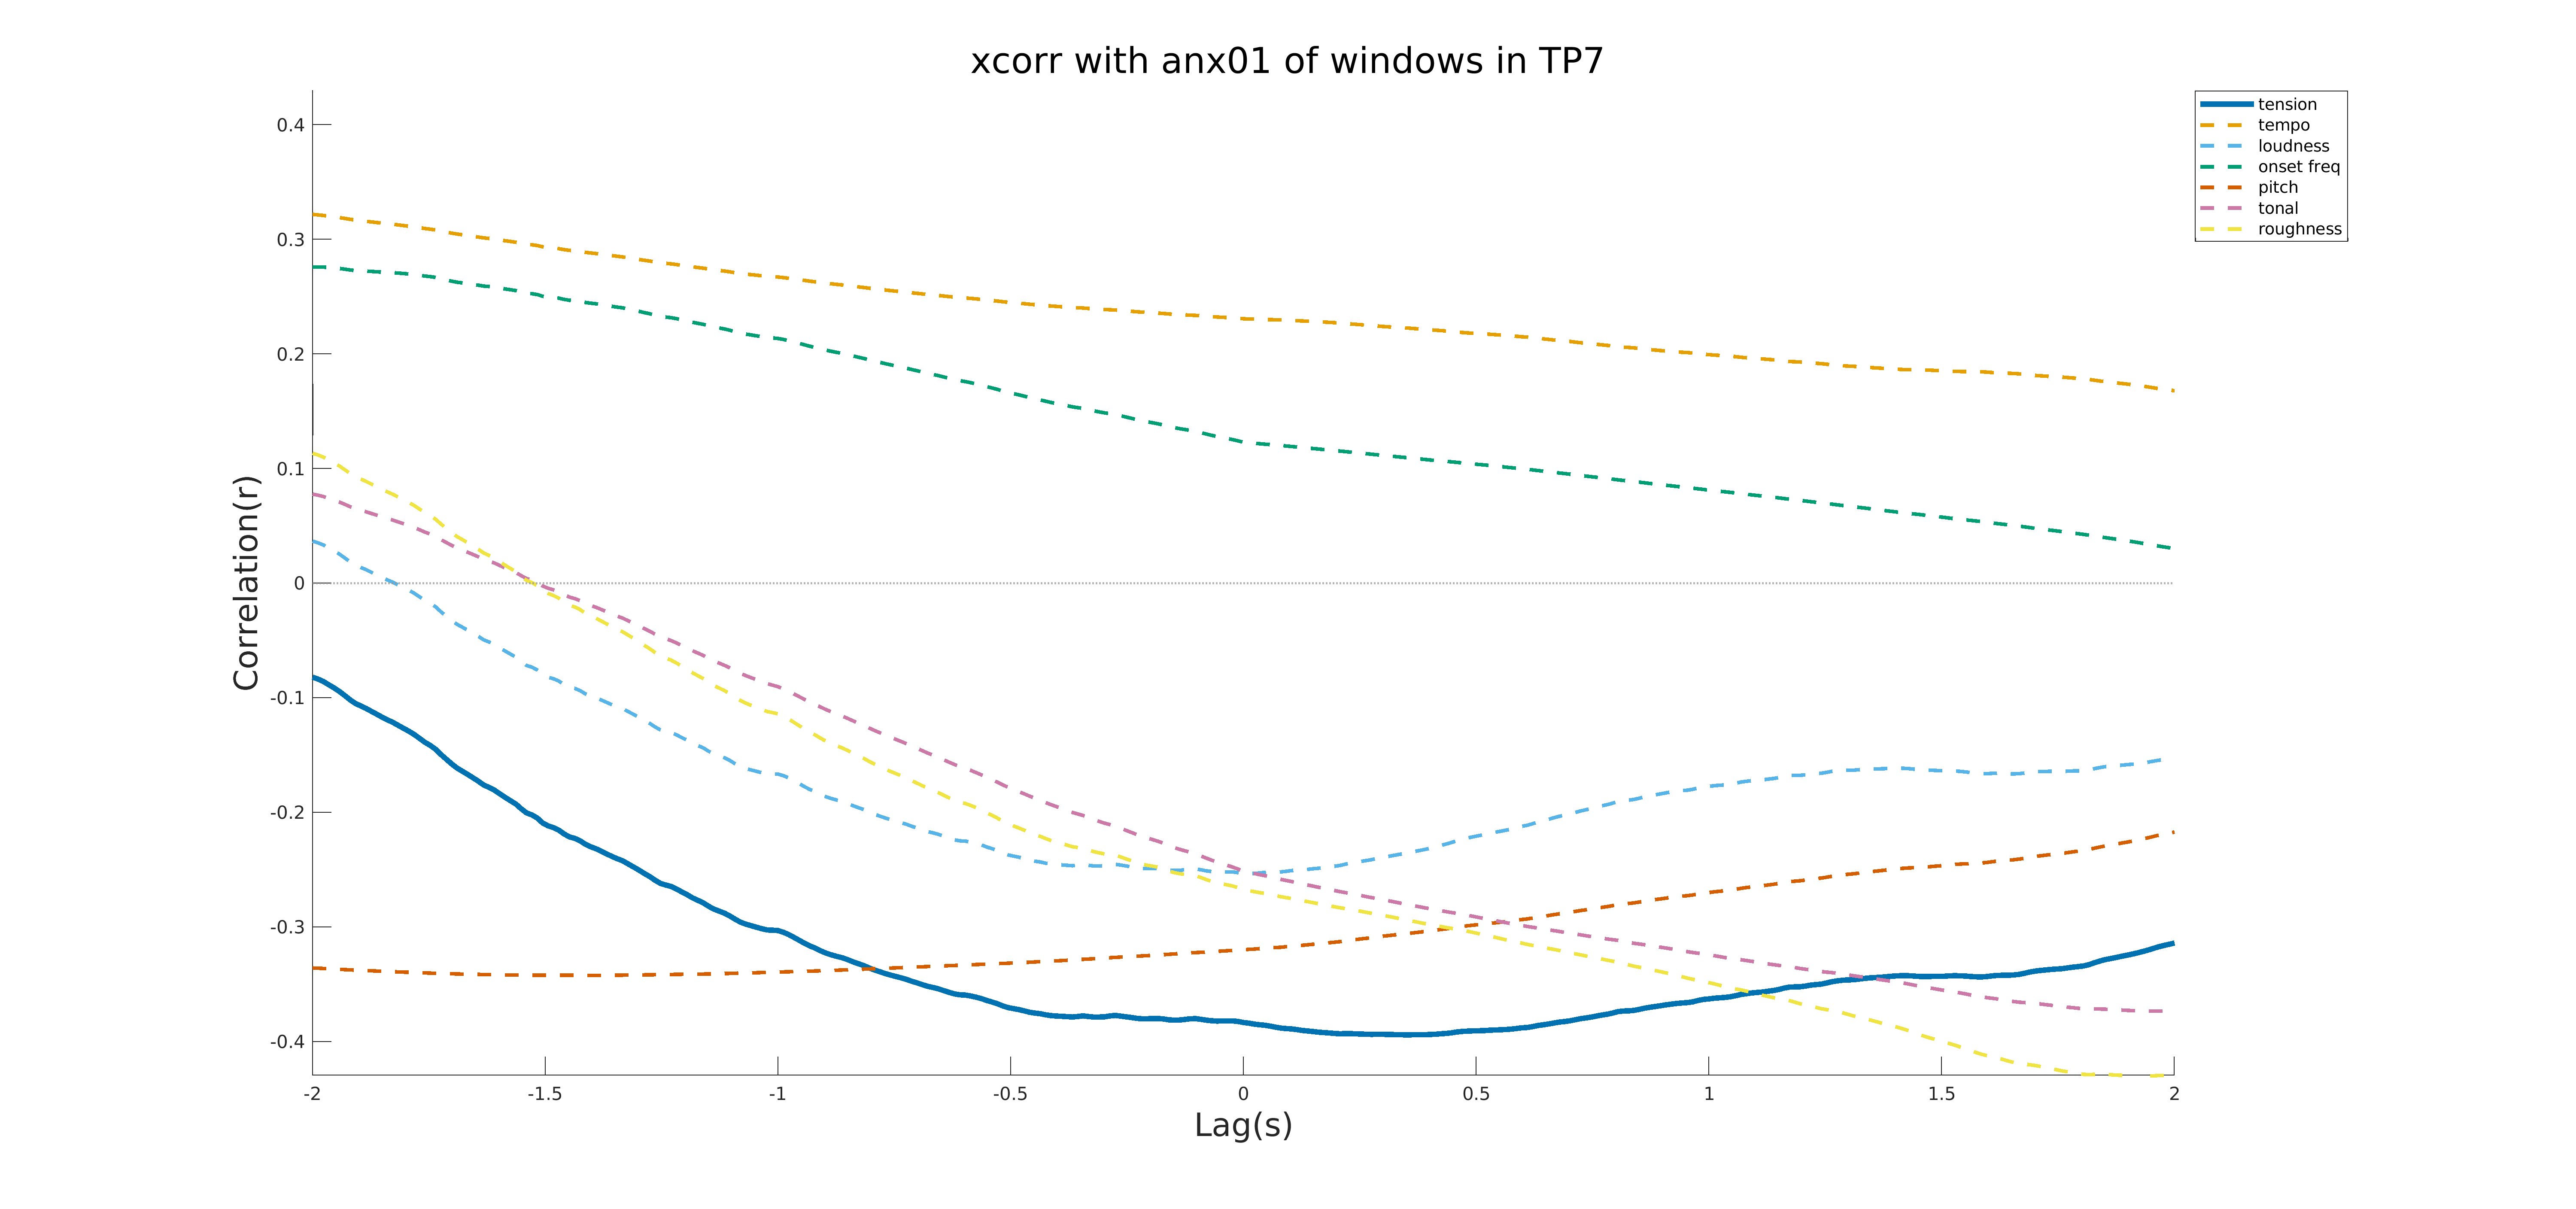 xcorr with anx01 of windows in TP7
tension
tempo
loudness
onset freq
pitch
tonal
roughness
0.4
0.3
0.2
0.1
0
-0.1
-0.2
-0.3
-0.4
Correlation(r)
-2 -1.5 -1 -0.5 0 0.5 1 1.5 2
Lag(s)